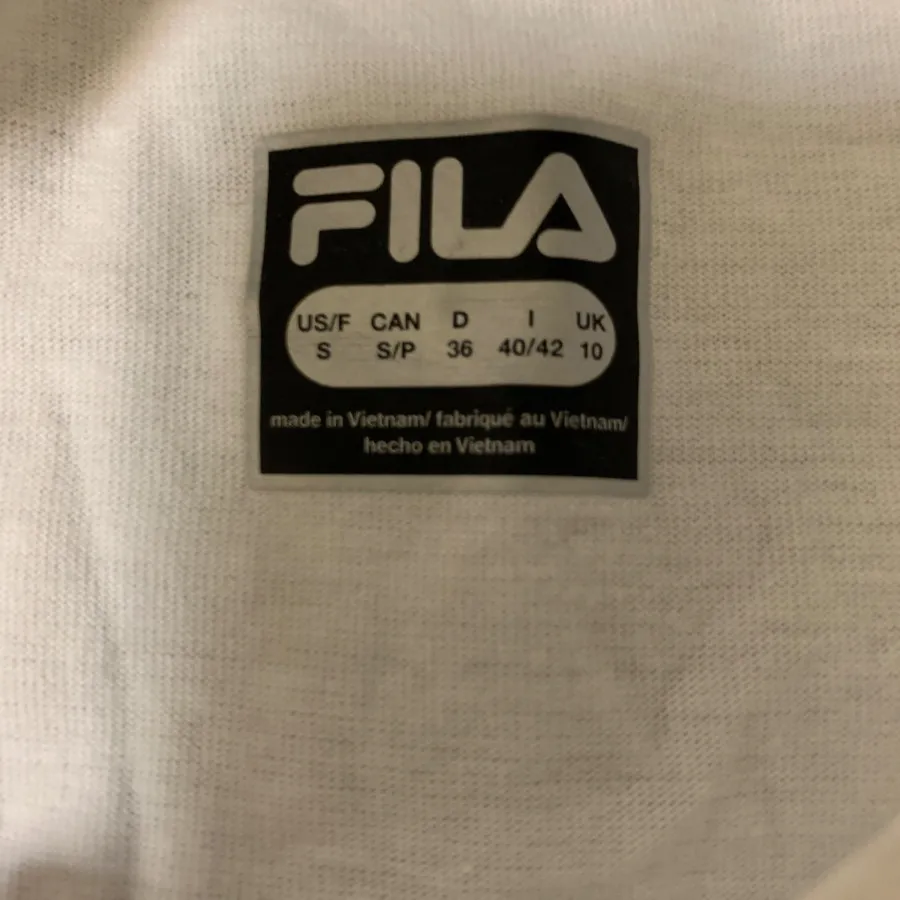 FILA
US/F CAN D I UK
S S/P 36 40/42 10
made in Vietnam/ fabriqué au Vietnam/
hecho en Vietnam